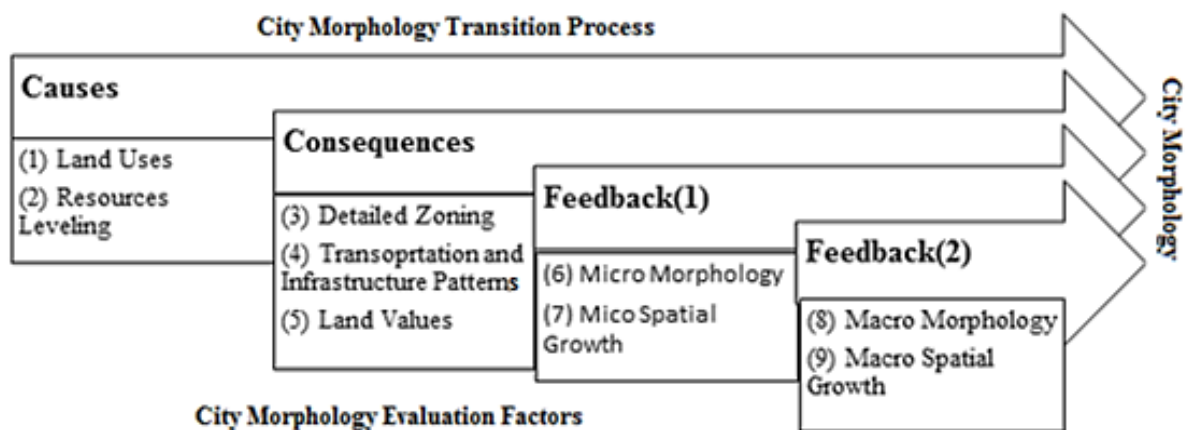 City Morphology Transition Process
Causes
(1) Land Uses
(2) Resources
Leveling
Consequences
(3) Detailed Zoning
(4) Transoprtation and
Infrastructure Patterns
(5) Land Values
Feedback(1)
(6) Micro Morphology
(7) Mico Spatial
Growth
Feedback(2)
(8) Macro Morphology
(9) Macro Spatial
Growth
City Morphology
City Morphology Evaluation Factors